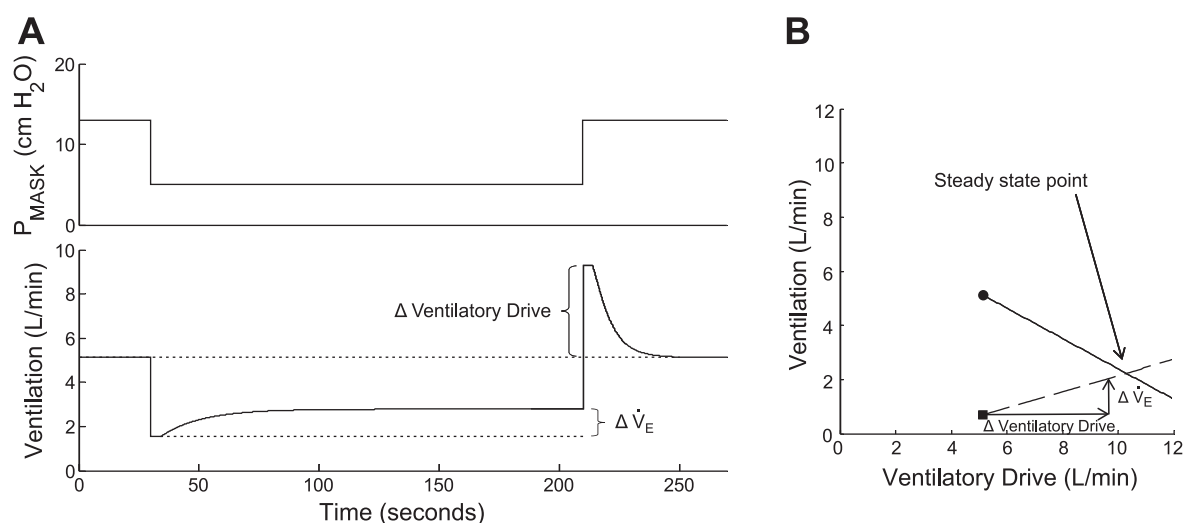 A
P_MASK (cm H₂O)
20
10
0
Ventilation (L/min)
10
8
6
4
2
0
Δ Ventilatory Drive
Δ V̇_E
0 50 100 150 200 250
Time (seconds)
B
Ventilation (L/min)
12
10
8
6
4
2
0
Steady state point
Δ V̇_E
Δ Ventilatory Drive
0 2 4 6 8 10 12
Ventilatory Drive (L/min)